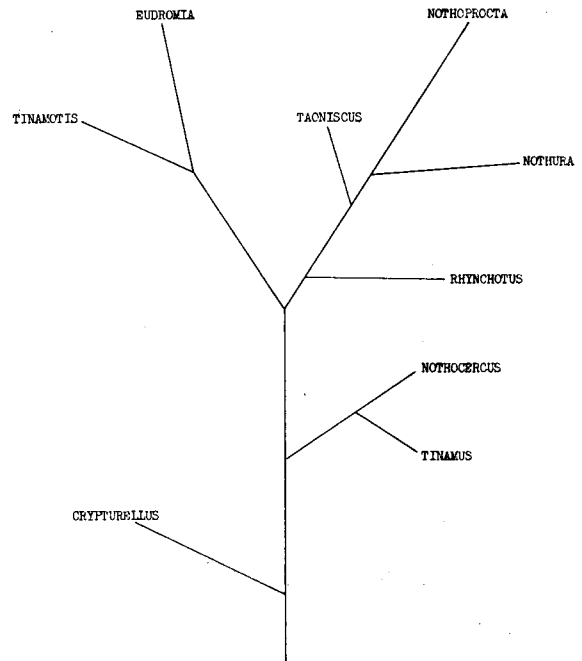 EUDROMIA
NOTHOPROCTA
TINAMOTIS
TAONISCUS
NOTHURA
RHYNCHOTUS
NOTHOCERCUS
TINAMUS
CRYPTURELLUS